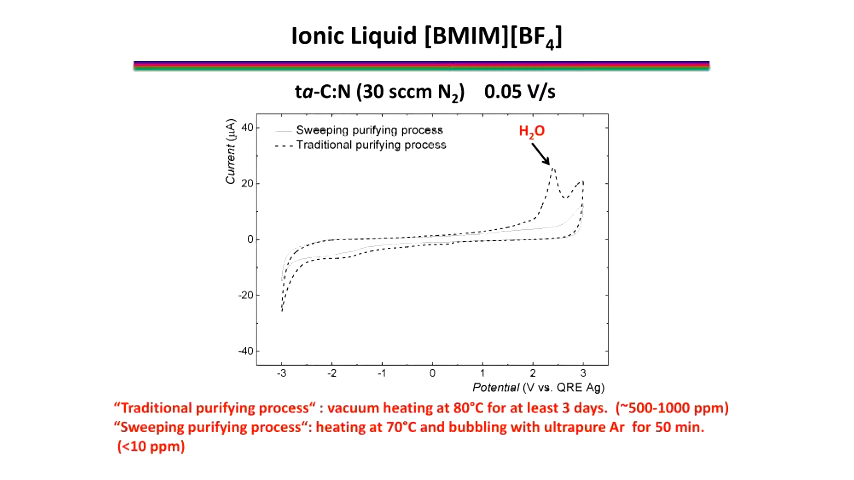 Ionic Liquid [BMIM][BF4]
ta-C:N (30 sccm N2) 0.05 V/s
Sweeping purifying process
Traditional purifying process
H2O
Current (µA)
40
20
0
-20
-40
-3 -2 -1 0 1 2 3
Potential (V vs. QRE Ag)
“Traditional purifying process“ : vacuum heating at 80°C for at least 3 days. (~500-1000 ppm)
“Sweeping purifying process“: heating at 70°C and bubbling with ultrapure Ar for 50 min.
(<10 ppm)